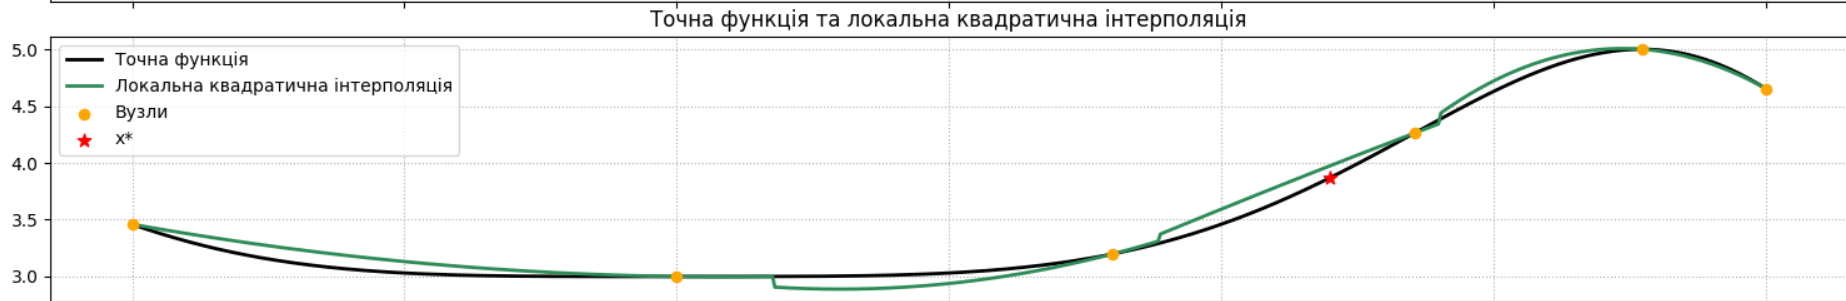 Точна функція та локальна квадратична інтерполяція
5.0
4.5
4.0
3.5
3.0
Точна функція
Локальна квадратична інтерполяція
Вузли
x*